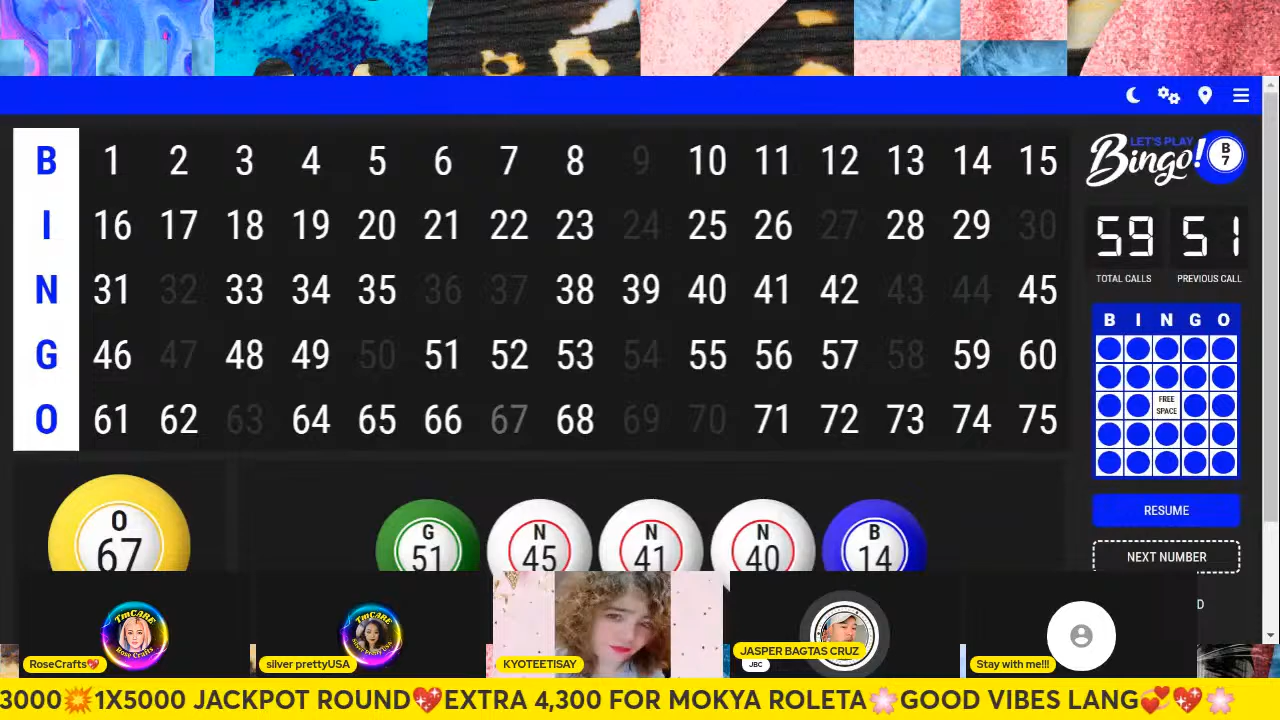 LET'S PLAY
Bingo!
B
7
B 1 2 3 4 5 6 7 8 9 10 11 12 13 14 15
I 16 17 18 19 20 21 22 23 24 25 26 27 28 29 30
N 31 32 33 34 35 36 37 38 39 40 41 42 43 44 45
G 46 47 48 49 50 51 52 53 54 55 56 57 58 59 60
O 61 62 63 64 65 66 67 68 69 70 71 72 73 74 75
59 51
TOTAL CALLS PREVIOUS CALL
B I N G O
FREE
SPACE
RESUME
NEXT NUMBER
D
O
67
G
51
N
45
N
41
N
40
B
14
TmCARE
Rose Crafts
RoseCrafts💖
TmCARE
silver prettyUSA
KYOTEETISAY
JASPER BAGTAS CRUZ
JBC
Stay with me!!!
3000💥1X5000 JACKPOT ROUND💖EXTRA 4,300 FOR MOKYA ROLETA🌸GOOD VIBES LANG💞💖🌸